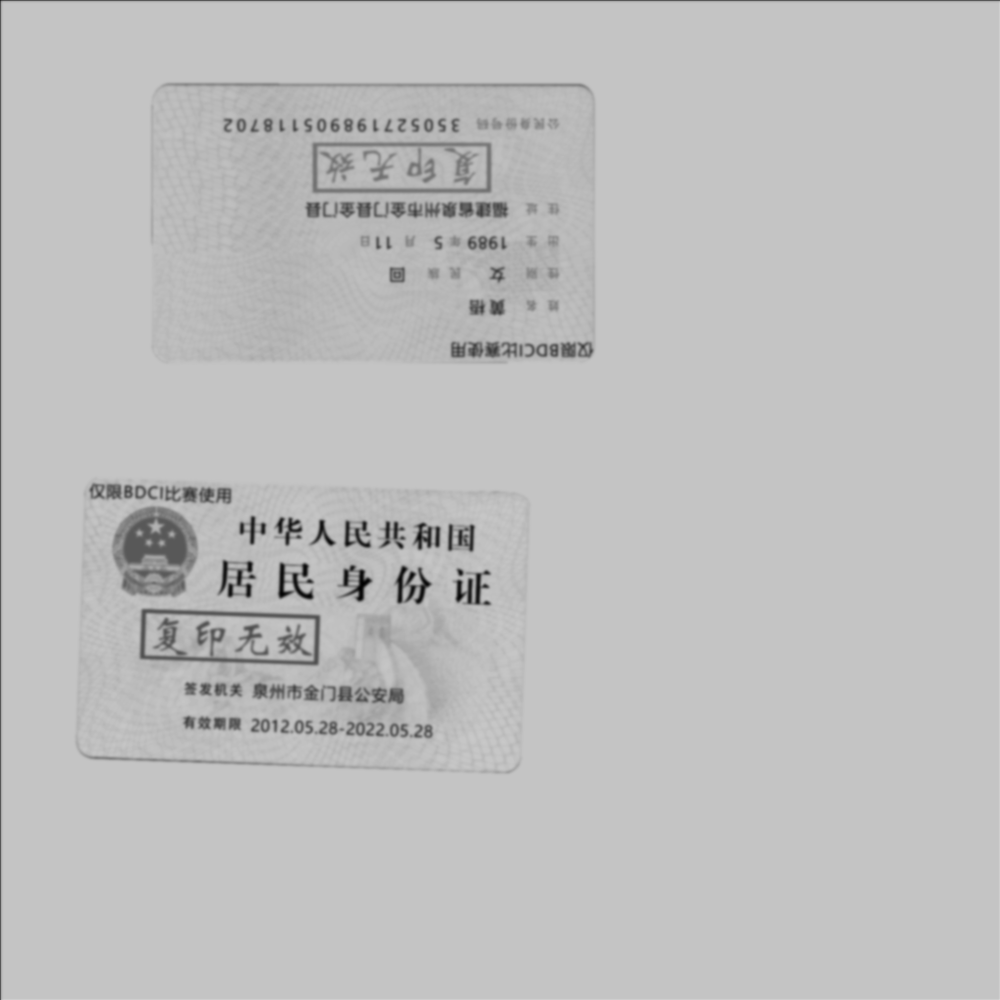 仅限BDCI比赛使用
姓名 黄梧
性别 女 民族 回
出生 1989 年 5 月 11 日
住址 福建省泉州市金门县金门县
复印无效
公民身份号码 350527198905118702
仅限BDCI比赛使用
中华人民共和国
居民身份证
复印无效
签发机关 泉州市金门县公安局
有效期限 2012.05.28-2022.05.28